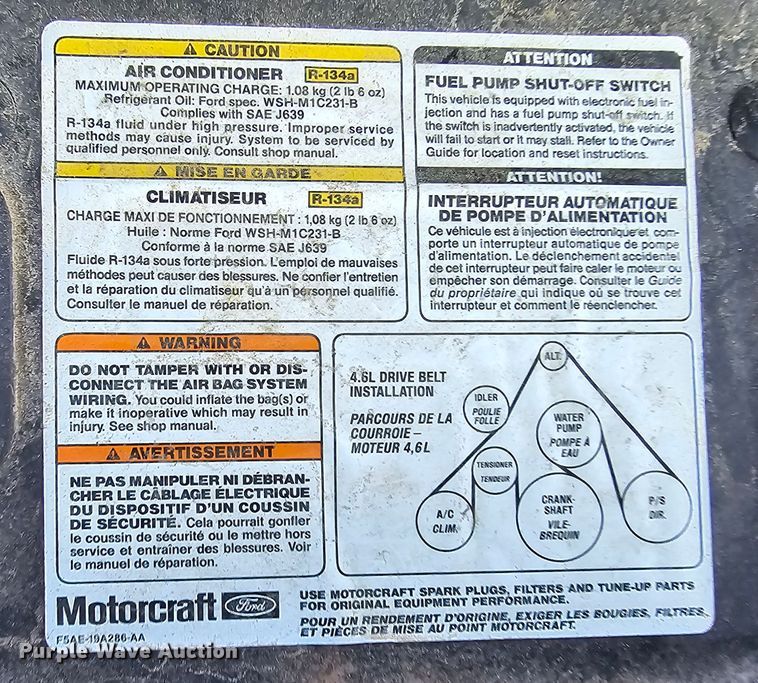 ⚠ CAUTION
AIR CONDITIONER R-134a
MAXIMUM OPERATING CHARGE: 1.08 kg (2 lb 6 oz)
Refrigerant Oil: Ford spec. WSH-M1C231-B
Complies with SAE J639
R-134a fluid under high pressure. Improper service
methods may cause injury. System to be serviced by
qualified personnel only. Consult shop manual.
⚠ MISE EN GARDE
CLIMATISEUR R-134a
CHARGE MAXI DE FONCTIONNEMENT : 1,08 kg (2 lb 6 oz)
Huile : Norme Ford WSH-M1C231-B
Conforme à la norme SAE J639
Fluide R-134a sous forte pression. L'emploi de mauvaises
méthodes peut causer des blessures. Ne confier l'entretien
et la réparation du climatiseur qu'à un personnel qualifié.
Consulter le manuel de réparation.
ATTENTION
FUEL PUMP SHUT-OFF SWITCH
This vehicle is equipped with electronic fuel in-
jection and has a fuel pump shut-off switch. If
the switch is inadvertently activated, the vehicle
will fail to start or it may stall. Refer to the Owner
Guide for location and reset instructions.
ATTENTION!
INTERRUPTEUR AUTOMATIQUE
DE POMPE D'ALIMENTATION
Ce véhicule est à injection électronique et com-
porte un interrupteur automatique de pompe
d'alimentation. Le déclenchement accidentel
de cet interrupteur peut faire caler le moteur ou
empêcher son démarrage. Consulter le Guide
du propriétaire qui indique où se trouve cet
interrupteur et comment le réenclencher.
⚠ WARNING
DO NOT TAMPER WITH OR DIS-
CONNECT THE AIR BAG SYSTEM
WIRING. You could inflate the bag(s) or
make it inoperative which may result in
injury. See shop manual.
⚠ AVERTISSEMENT
NE PAS MANIPULER NI DÉBRAN-
CHER LE CÂBLAGE ÉLECTRIQUE
DU DISPOSITIF D'UN COUSSIN
DE SÉCURITÉ. Cela pourrait gonfler
le coussin de sécurité ou le mettre hors
service et entraîner des blessures. Voir
le manuel de réparation.
4.6L DRIVE BELT
INSTALLATION
PARCOURS DE LA
COURROIE –
MOTEUR 4,6L
ALT.
IDLER
POULIE
FOLLE
WATER
PUMP
POMPE À
EAU
TENSIONER
TENDEUR
A/C
CLIM.
CRANK-
SHAFT
VILE-
BREQUIN
P/S
DIR.
Motorcraft Ford
F5AE-19A286-AA
USE MOTORCRAFT SPARK PLUGS, FILTERS AND TUNE-UP PARTS
FOR ORIGINAL EQUIPMENT PERFORMANCE.
POUR UN RENDEMENT D'ORIGINE, EXIGER LES BOUGIES, FILTRES
ET PIÈCES DE MISE AU POINT MOTORCRAFT.
Purple Wave Auction